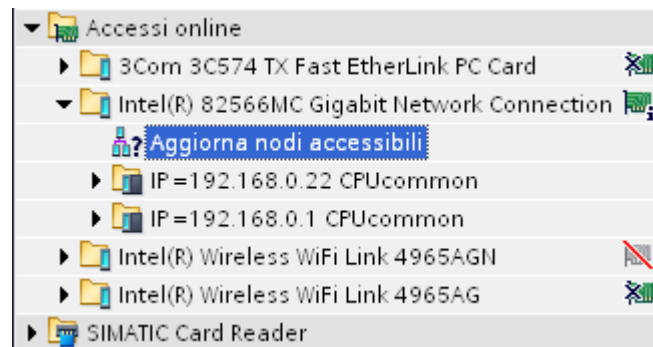 Accessi online
3Com 3C574 TX Fast EtherLink PC Card
Intel(R) 82566MC Gigabit Network Connection
Aggiorna nodi accessibili
IP=192.168.0.22 CPUcommon
IP=192.168.0.1 CPUcommon
Intel(R) Wireless WiFi Link 4965AGN
Intel(R) Wireless WiFi Link 4965AG
SIMATIC Card Reader